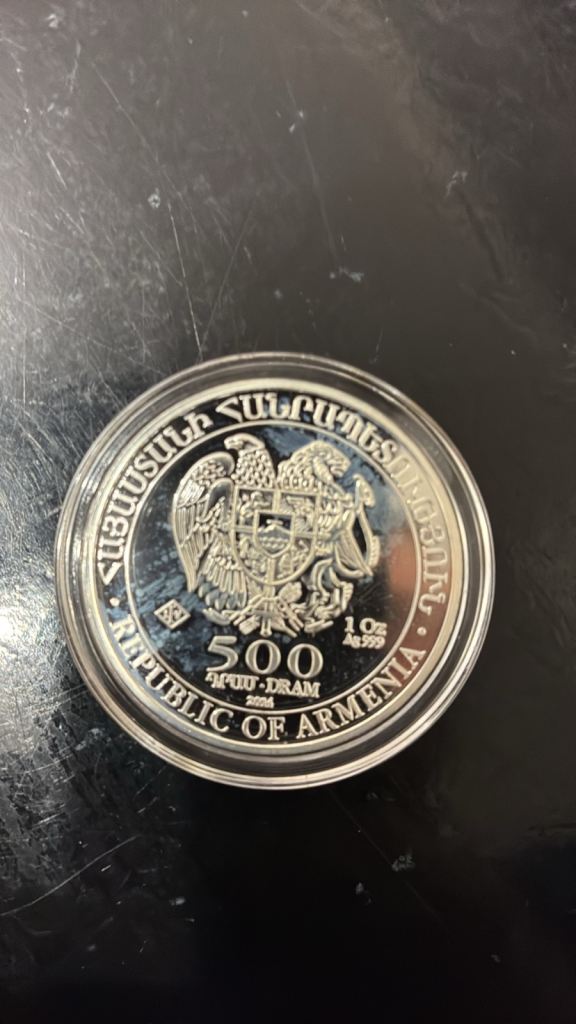 ՀԱՅԱՍՏԱՆԻ ՀԱՆՐԱՊԵՏՈՒԹՅՈՒՆ
1 Oz
Ag 999
500
ԴՐԱՄ · DRAM
REPUBLIC OF ARMENIA